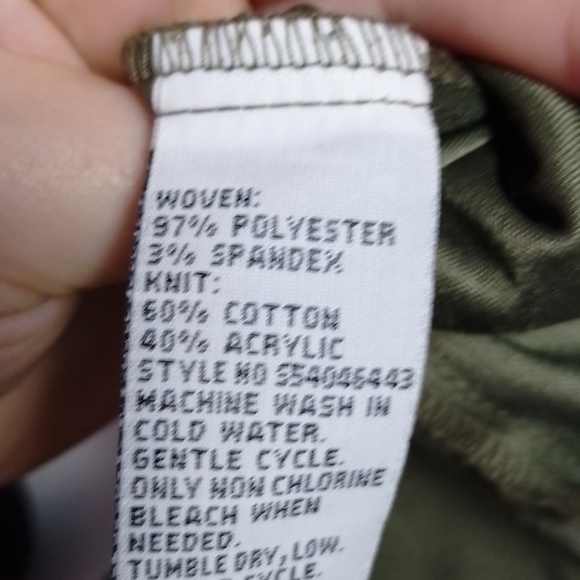 WOVEN:
97% POLYESTER
3% SPANDEX
KNIT:
60% COTTON
40% ACRYLIC
STYLE NO S54046443
MACHINE WASH IN
COLD WATER.
GENTLE CYCLE.
ONLY NON CHLORINE
BLEACH WHEN
NEEDED.
TUMBLE DRY, LOW.
CYCLE.